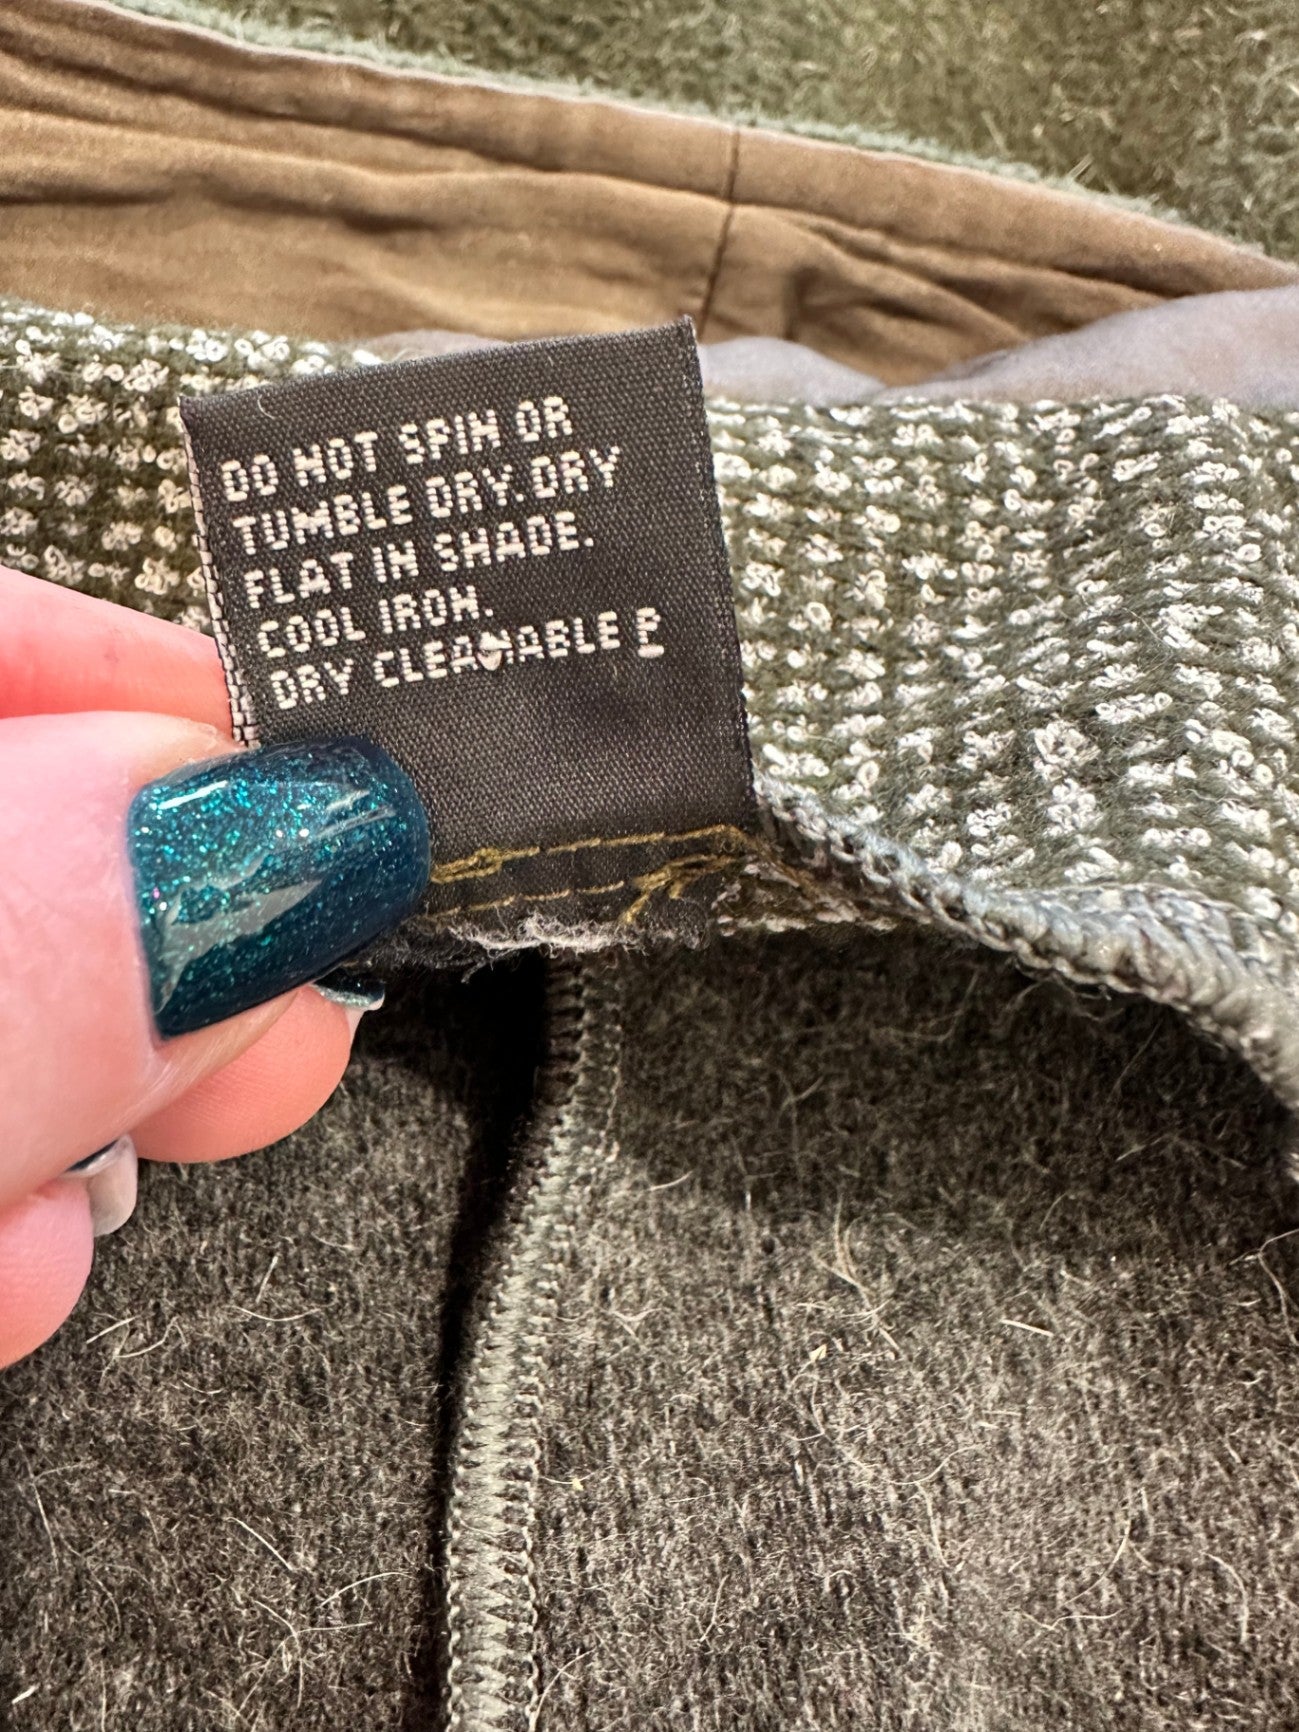 DO NOT SPIN OR
TUMBLE DRY. DRY
FLAT IN SHADE.
COOL IRON.
DRY CLEANABLE P